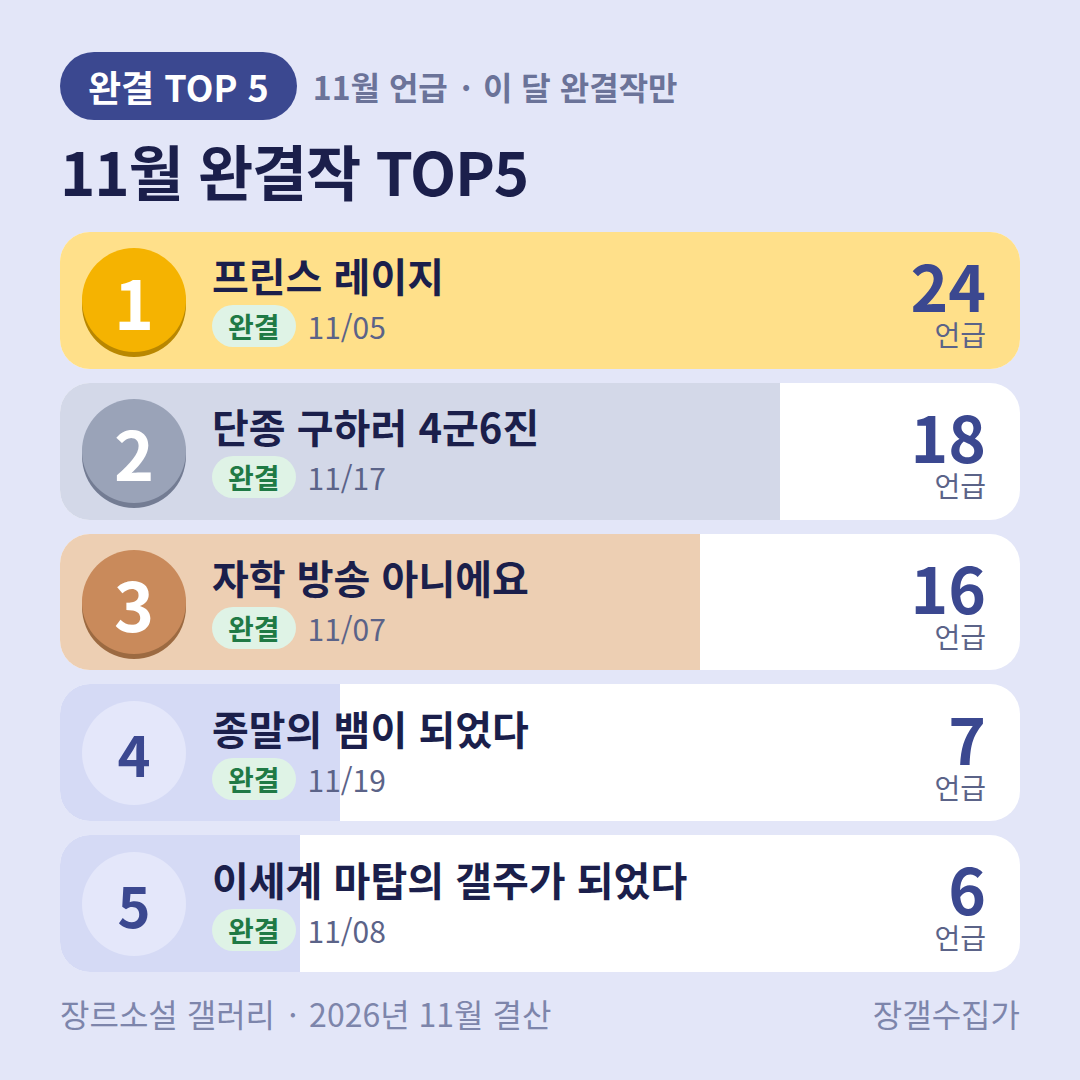 완결 TOP 5 11월 언급 · 이 달 완결작만
11월 완결작 TOP5
1 프린스 레이지 24
완결 11/05 언급
2 단종 구하러 4군6진 18
완결 11/17 언급
3 자학 방송 아니에요 16
완결 11/07 언급
4 종말의 뱀이 되었다 7
완결 11/19 언급
5 이세계 마탑의 갤주가 되었다 6
완결 11/08 언급
장르소설 갤러리 · 2026년 11월 결산 장갤수집가